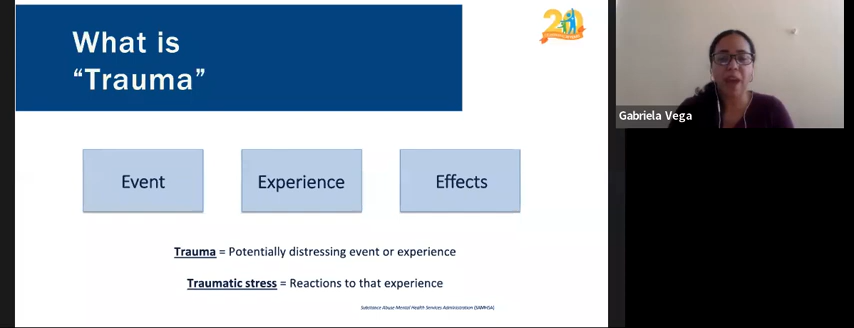 What is
“Trauma”
20
Gabriela Vega
Event
Experience
Effects
Trauma = Potentially distressing event or experience
Traumatic stress = Reactions to that experience
Substance Abuse Mental Health Services Administration (SAMHSA)